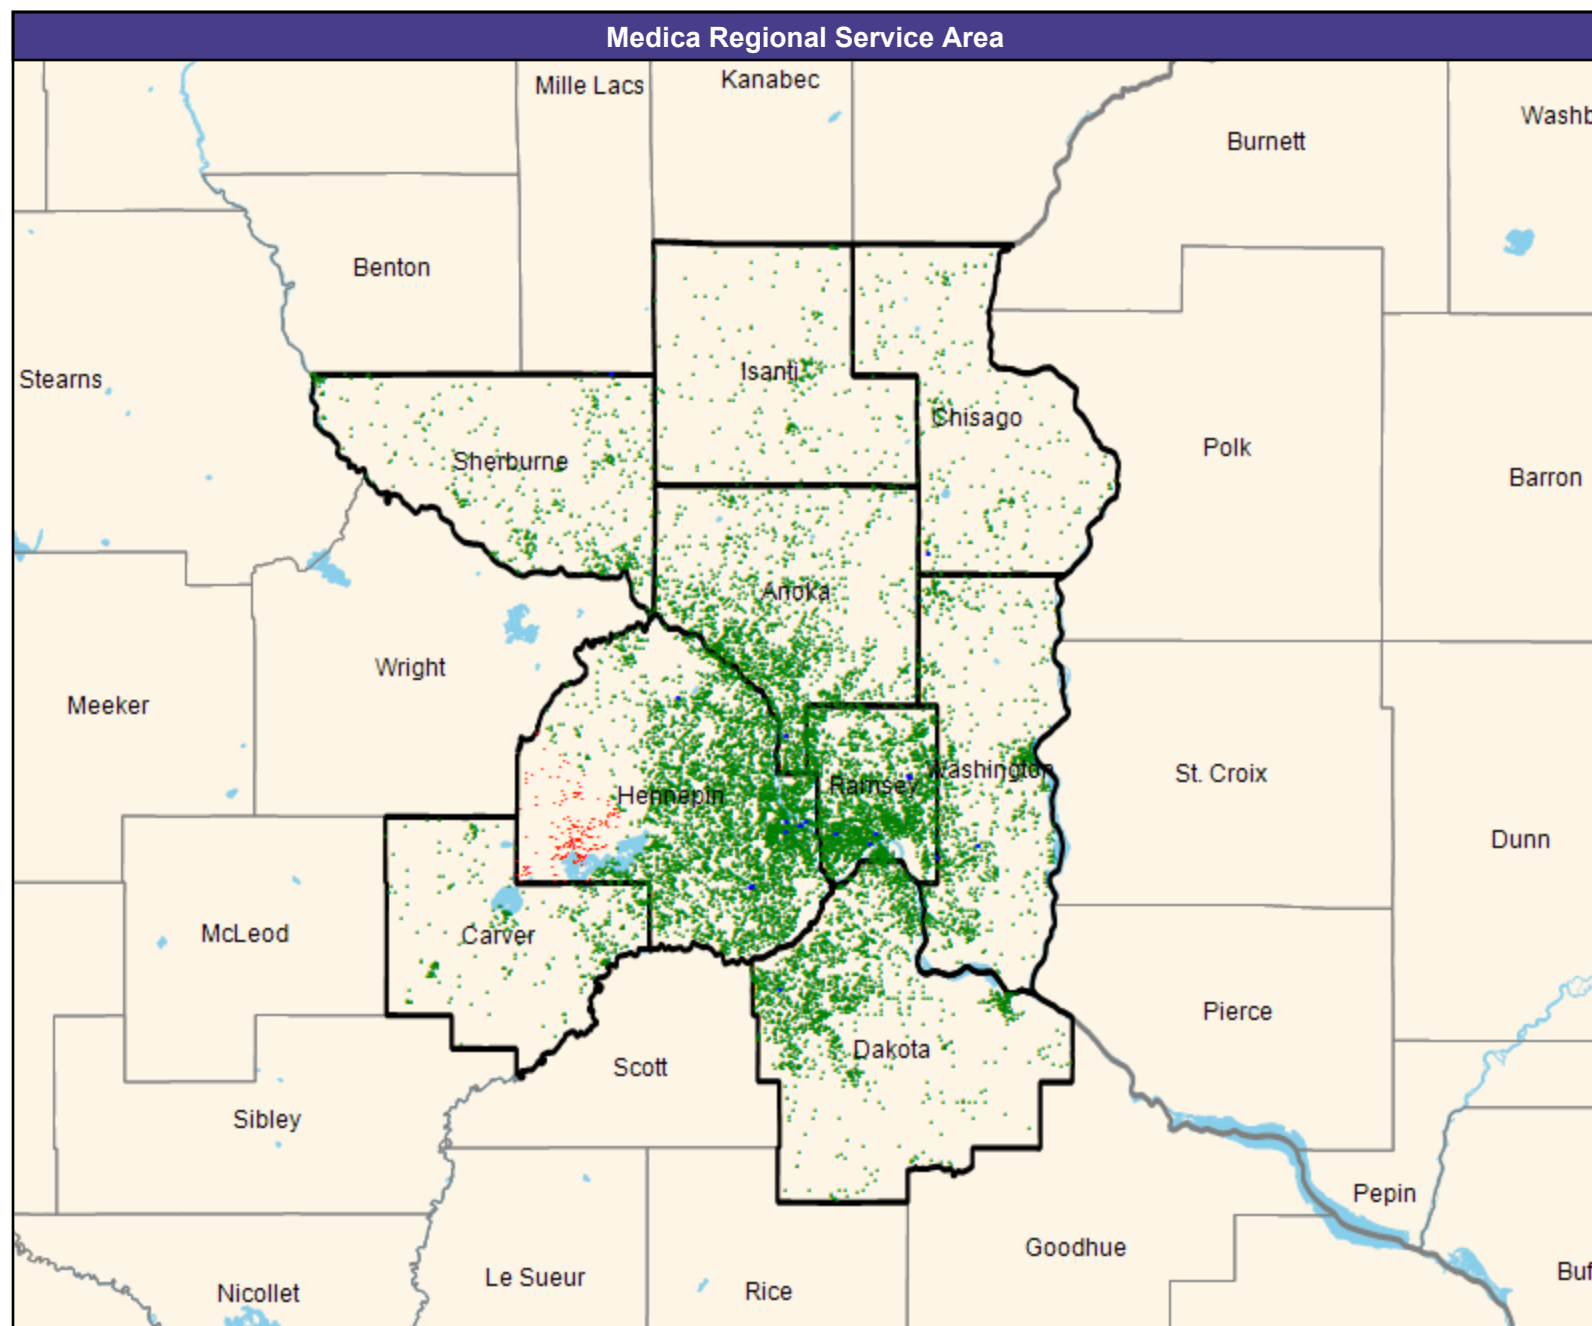 Medica Regional Service Area
Mille Lacs
Kanabec
Washb
Burnett
Benton
Stearns
Isanti
Chisago
Sherburne
Polk
Barron
Anoka
Wright
Meeker
Hennepin
Ramsey
Washington
St. Croix
Dunn
McLeod
Carver
Pierce
Scott
Dakota
Sibley
Pepin
Goodhue
Buf
Le Sueur
Rice
Nicollet